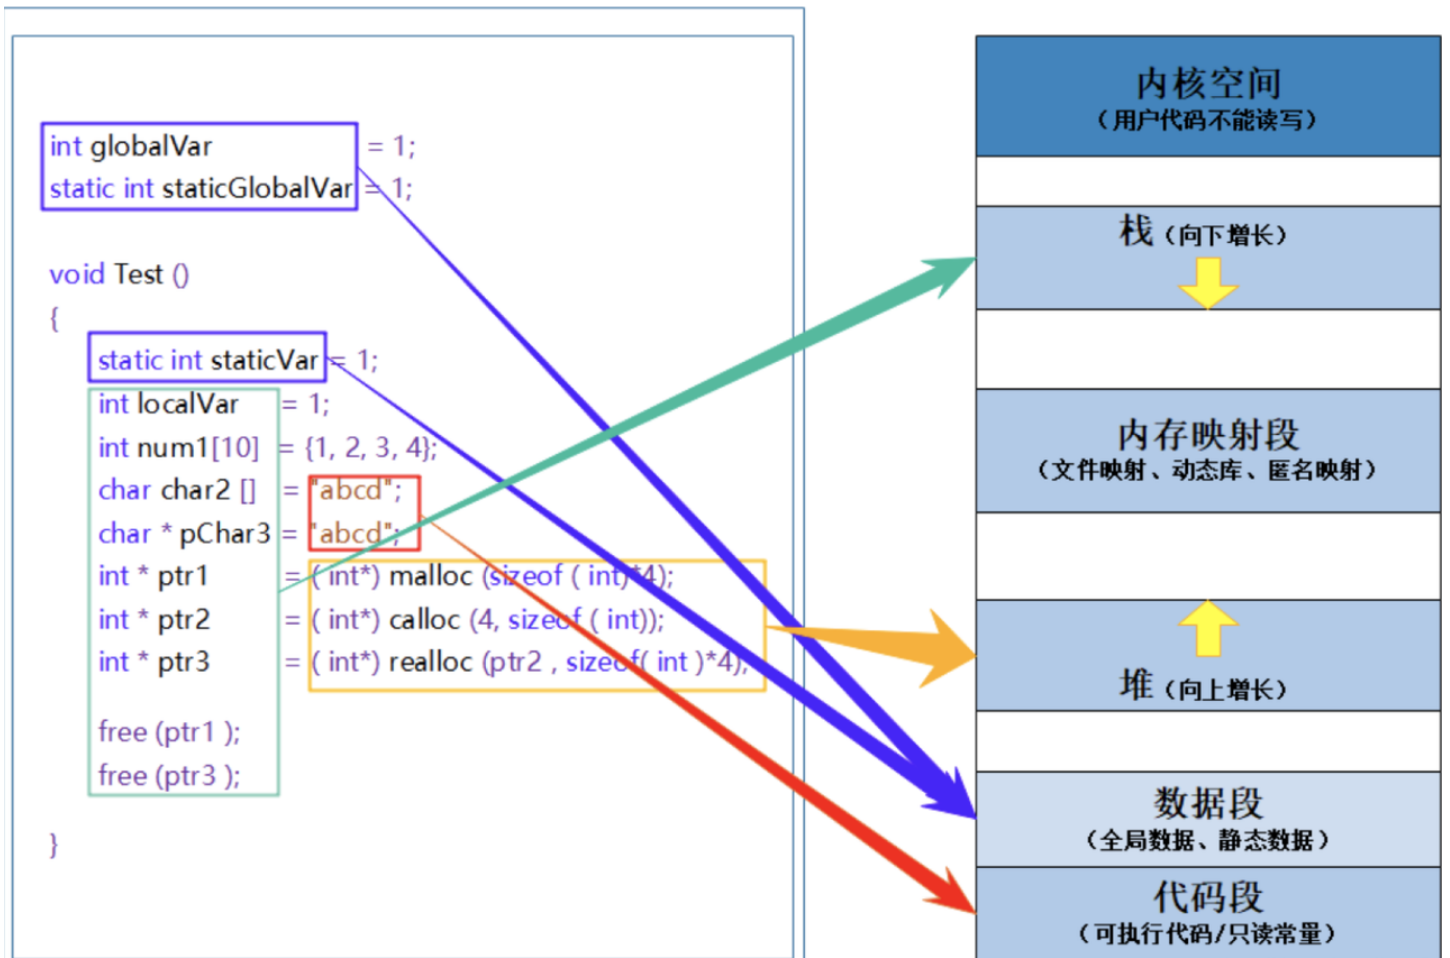 int globalVar = 1;
static int staticGlobalVar = 1;
void Test ()
{
static int staticVar = 1;
int localVar = 1;
int num1[10] = {1, 2, 3, 4};
char char2 [] = "abcd";
char * pChar3 = "abcd";
int * ptr1 = ( int*) malloc (sizeof ( int)*4);
int * ptr2 = ( int*) calloc (4, sizeof ( int));
int * ptr3 = ( int*) realloc (ptr2 , sizeof( int )*4);
free (ptr1 );
free (ptr3 );
}
内核空间
（用户代码不能读写）
栈（向下增长）
内存映射段
（文件映射、动态库、匿名映射）
堆（向上增长）
数据段
（全局数据、静态数据）
代码段
（可执行代码/只读常量）